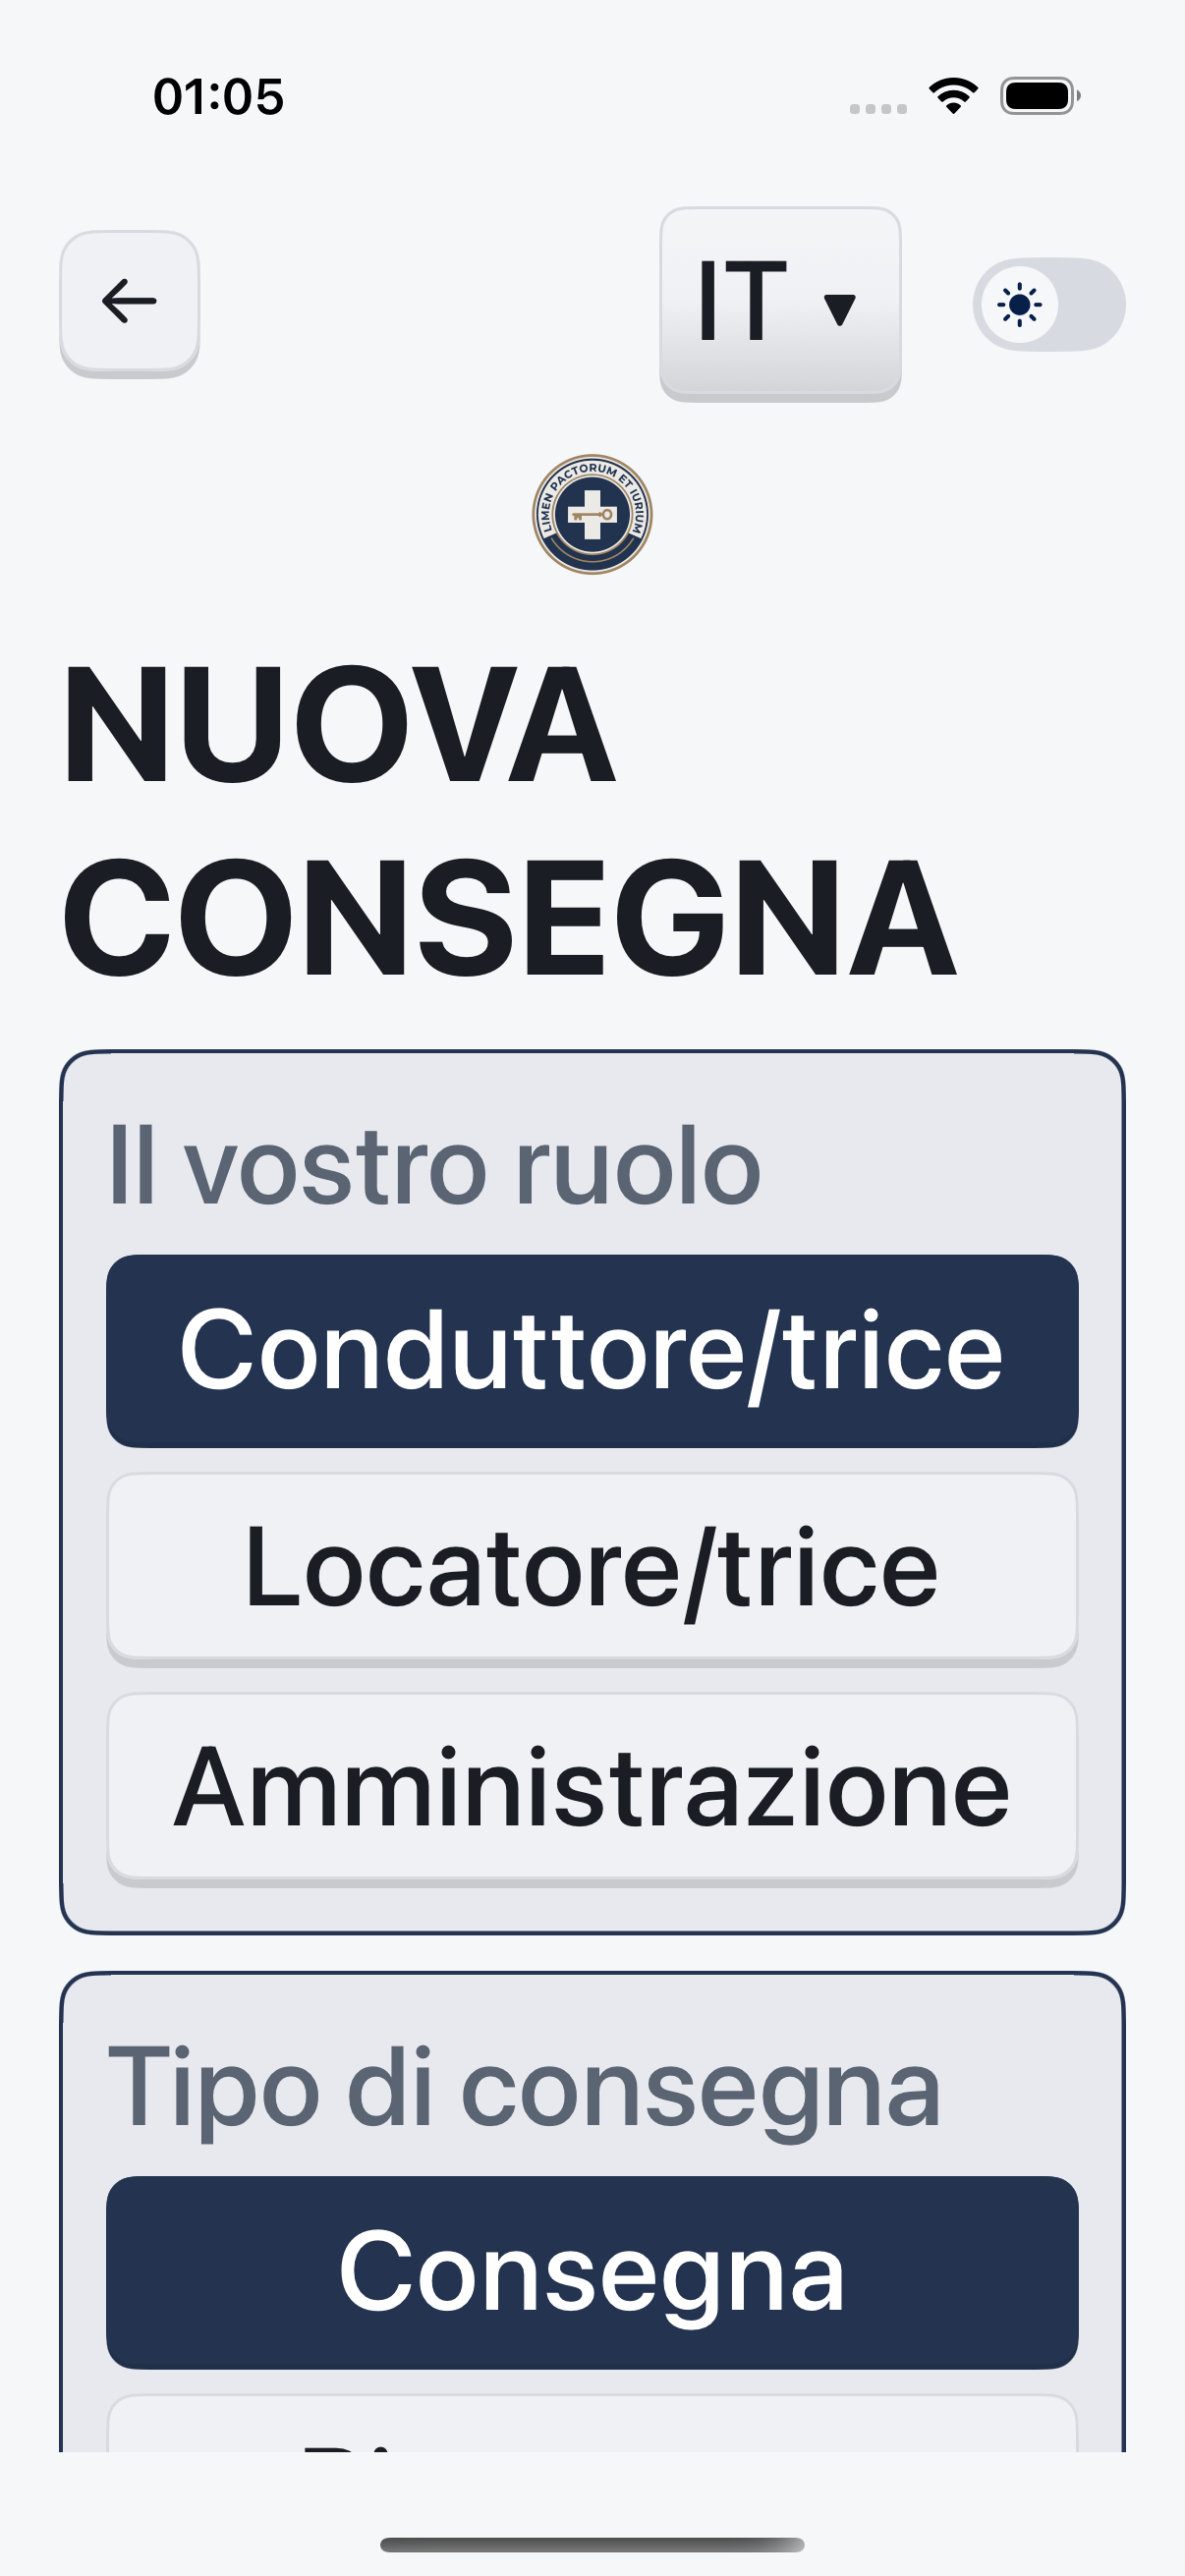 01:05
IT
LIMEN PACTORUM ET IURIUM
NUOVA
CONSEGNA
Il vostro ruolo
Conduttore/trice
Locatore/trice
Amministrazione
Tipo di consegna
Consegna